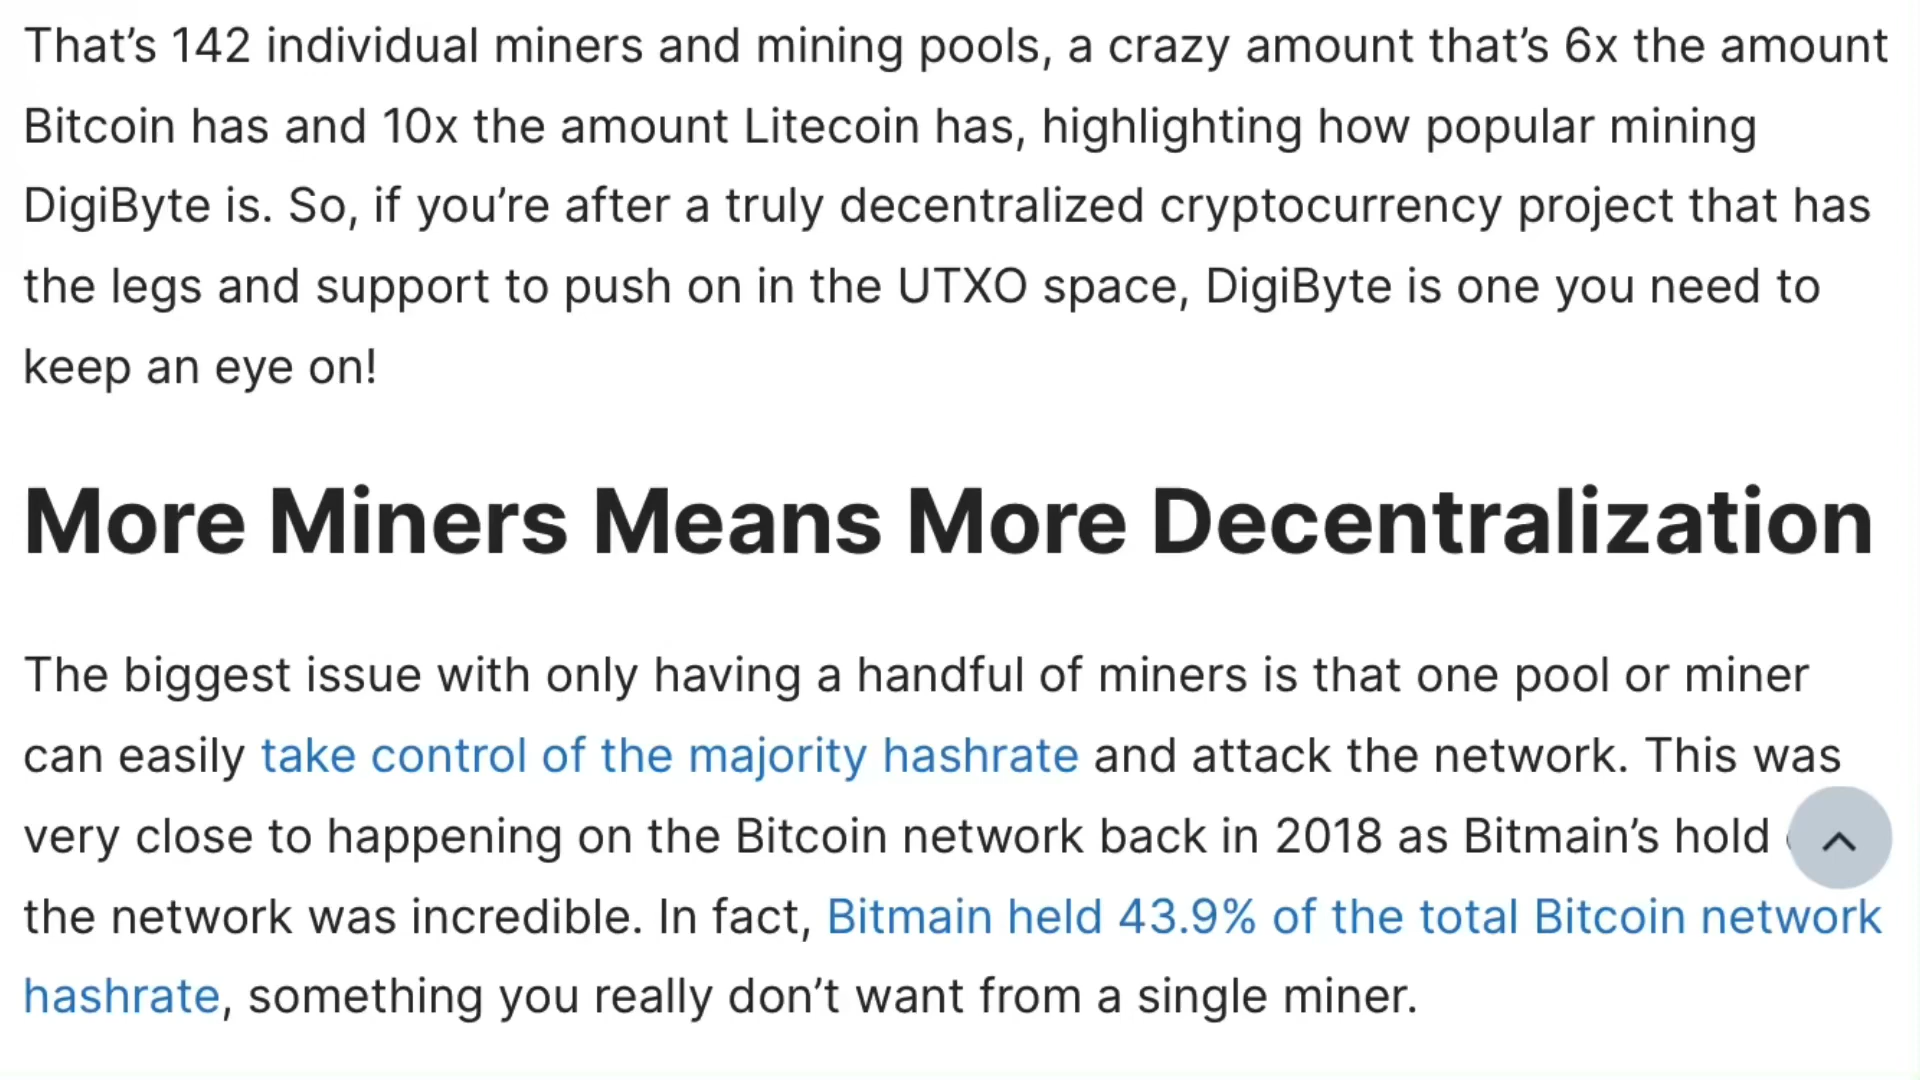 That’s 142 individual miners and mining pools, a crazy amount that’s 6x the amount
Bitcoin has and 10x the amount Litecoin has, highlighting how popular mining
DigiByte is. So, if you’re after a truly decentralized cryptocurrency project that has
the legs and support to push on in the UTXO space, DigiByte is one you need to
keep an eye on!
More Miners Means More Decentralization
The biggest issue with only having a handful of miners is that one pool or miner
can easily take control of the majority hashrate and attack the network. This was
very close to happening on the Bitcoin network back in 2018 as Bitmain’s hold
the network was incredible. In fact, Bitmain held 43.9% of the total Bitcoin network
hashrate, something you really don’t want from a single miner.